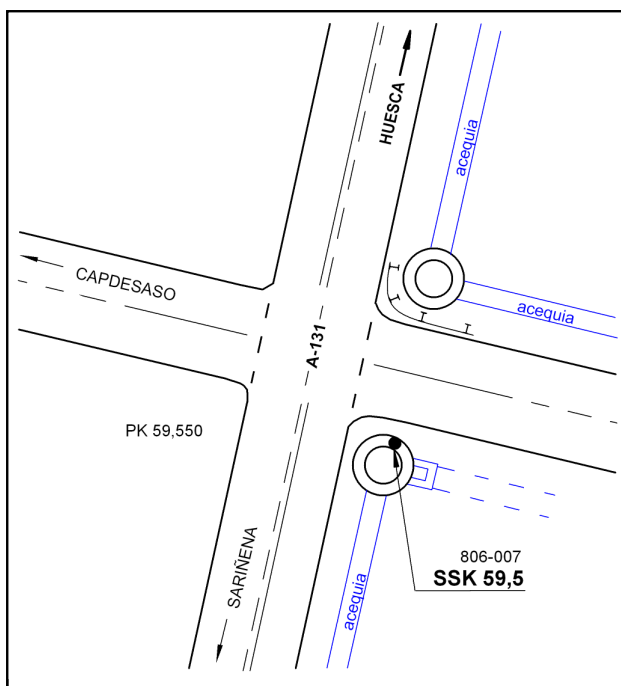 HUESCA
acequia
CAPDESASO
acequia
A-131
PK 59,550
SARIÑENA
acequia
806-007
SSK 59,5